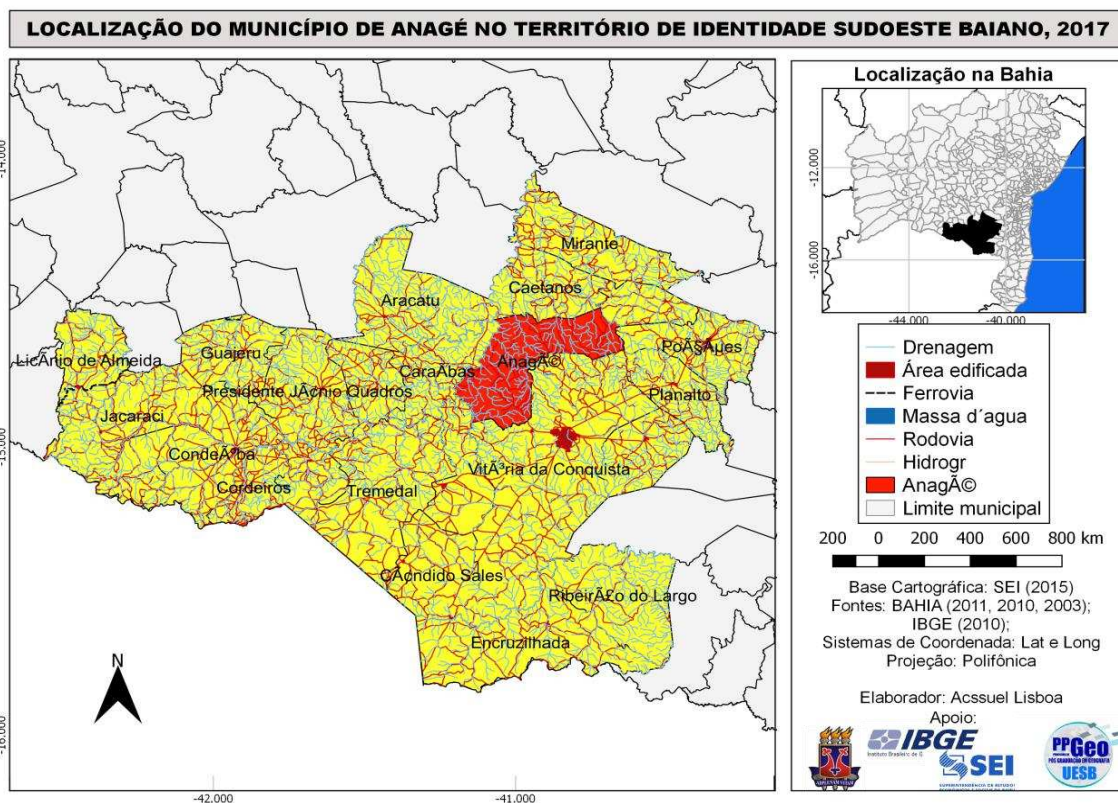 LOCALIZAÇÃO DO MUNICÍPIO DE ANAGÉ NO TERRITÓRIO DE IDENTIDADE SUDOESTE BAIANO, 2017
-14.000
-15.000
-16.000
-42.000
-41.000
Mirante
Caetanos
Aracatu
PoÃ§Ãµes
AnagÃ©
LicÃ­nio de Almeida
Guajeru
CaraÃ­bas
Presidente JÃ¢nio Quadros
Planalto
Jacaraci
CondeÃºba
VitÃ³ria da Conquista
Cordeiros
Tremedal
CÃ¢ndido Sales
RibeirÃ£o do Largo
Encruzilhada
N
Localização na Bahia
-12.000
-16.000
-44.000
-40.000
Drenagem
Área edificada
Ferrovia
Massa d´agua
Rodovia
Hidrogr
AnagÃ©
Limite municipal
200 0 200 400 600 800 km
Base Cartográfica: SEI (2015)
Fontes: BAHIA (2011, 2010, 2003);
IBGE (2010);
Sistemas de Coordenada: Lat e Long
Projeção: Polifônica
Elaborador: Acssuel Lisboa
Apoio:
IBGE
SEI
PPGeo
UESB